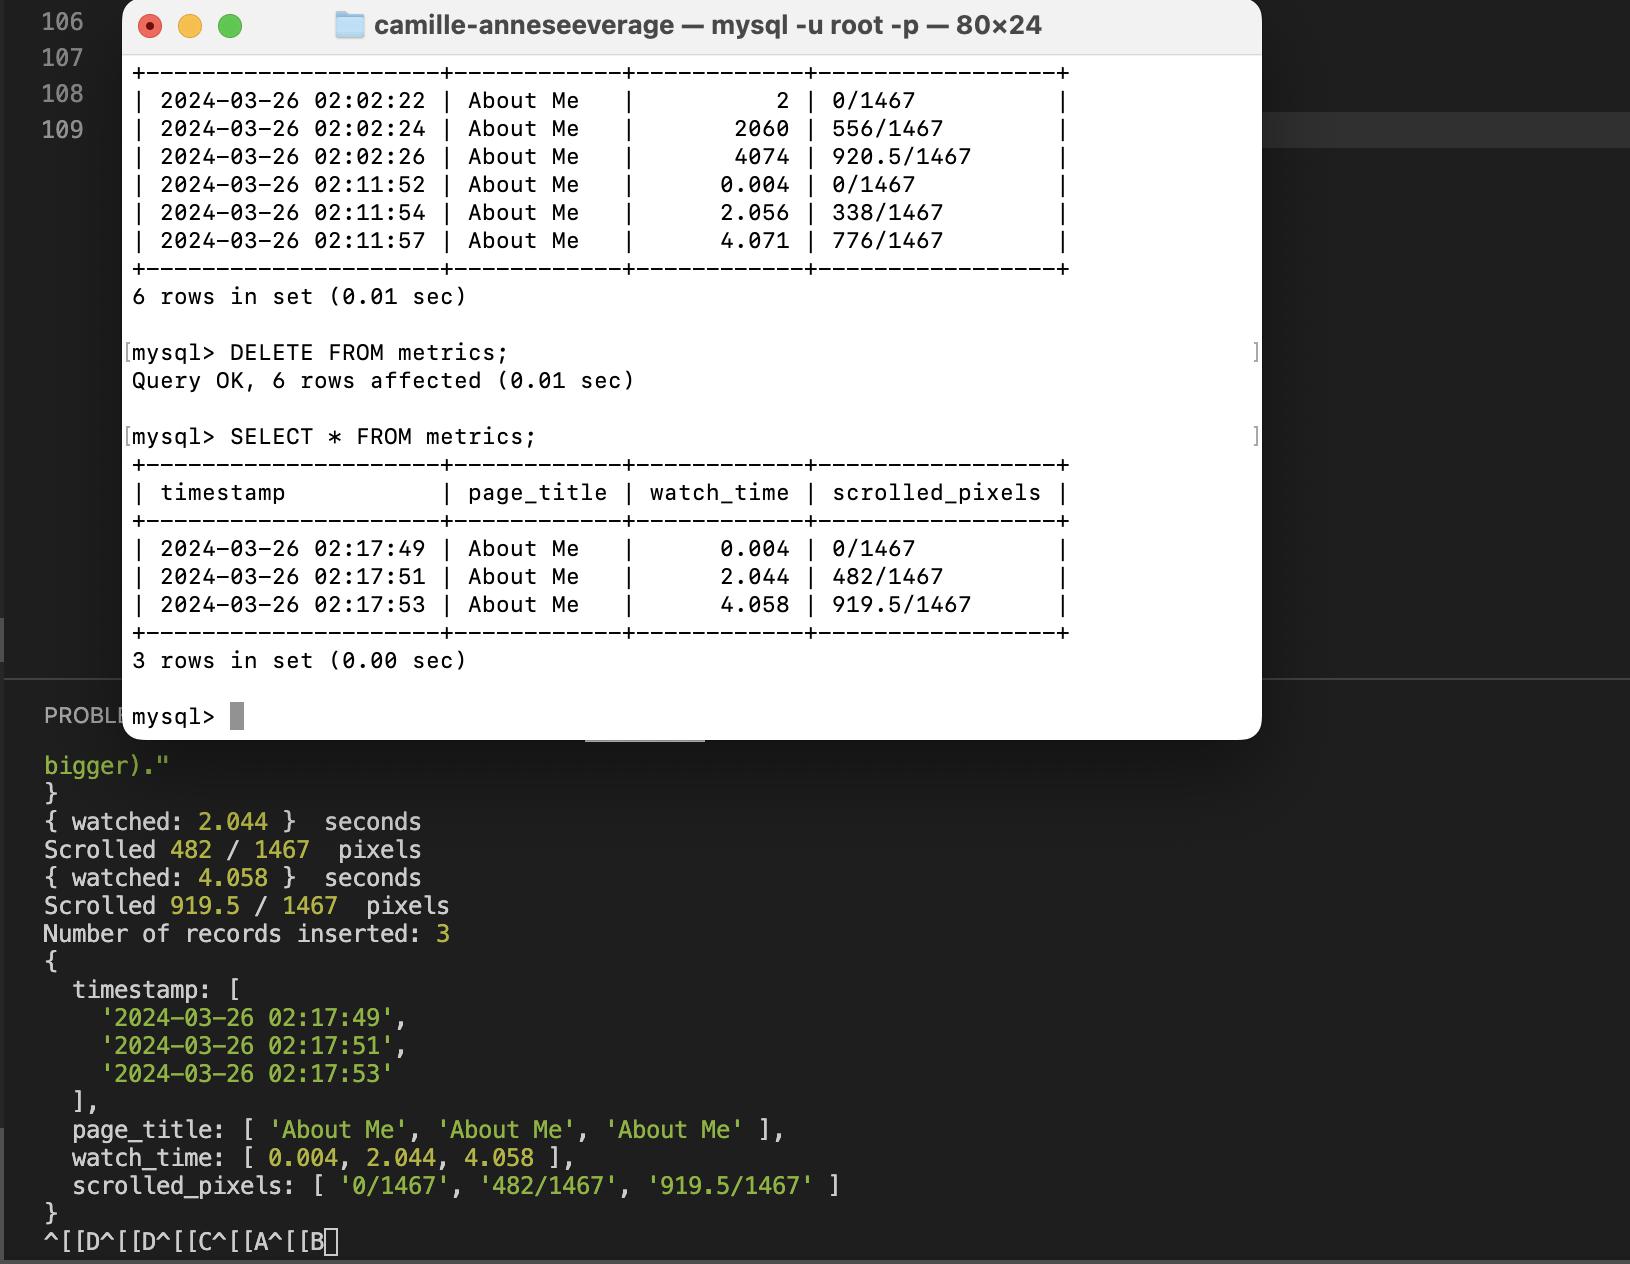 106
107
108
109
camille-anneseeverage — mysql -u root -p — 80×24
+----------------------+------------+------------+-----------------+
| 2024-03-26 02:02:22 | About Me   |          2 | 0/1467          |
| 2024-03-26 02:02:24 | About Me   |       2060 | 556/1467        |
| 2024-03-26 02:02:26 | About Me   |       4074 | 920.5/1467      |
| 2024-03-26 02:11:52 | About Me   |      0.004 | 0/1467          |
| 2024-03-26 02:11:54 | About Me   |      2.056 | 338/1467        |
| 2024-03-26 02:11:57 | About Me   |      4.071 | 776/1467        |
+---------------------+------------+------------+-----------------+
6 rows in set (0.01 sec)
[mysql> DELETE FROM metrics; ]
Query OK, 6 rows affected (0.01 sec)
[mysql> SELECT * FROM metrics; ]
+---------------------+------------+------------+-----------------+
| timestamp           | page_title | watch_time | scrolled_pixels |
+---------------------+------------+------------+-----------------+
| 2024-03-26 02:17:49 | About Me   |      0.004 | 0/1467          |
| 2024-03-26 02:17:51 | About Me   |      2.044 | 482/1467        |
| 2024-03-26 02:17:53 | About Me   |      4.058 | 919.5/1467      |
+---------------------+------------+------------+-----------------+
3 rows in set (0.00 sec)
mysql>
PROBLE
bigger)."
}
{ watched: 2.044 }  seconds
Scrolled 482 / 1467  pixels
{ watched: 4.058 }  seconds
Scrolled 919.5 / 1467  pixels
Number of records inserted: 3
{
  timestamp: [
    '2024-03-26 02:17:49',
    '2024-03-26 02:17:51',
    '2024-03-26 02:17:53'
  ],
  page_title: [ 'About Me', 'About Me', 'About Me' ],
  watch_time: [ 0.004, 2.044, 4.058 ],
  scrolled_pixels: [ '0/1467', '482/1467', '919.5/1467' ]
}
^[[D^[[D^[[C^[[A^[[B